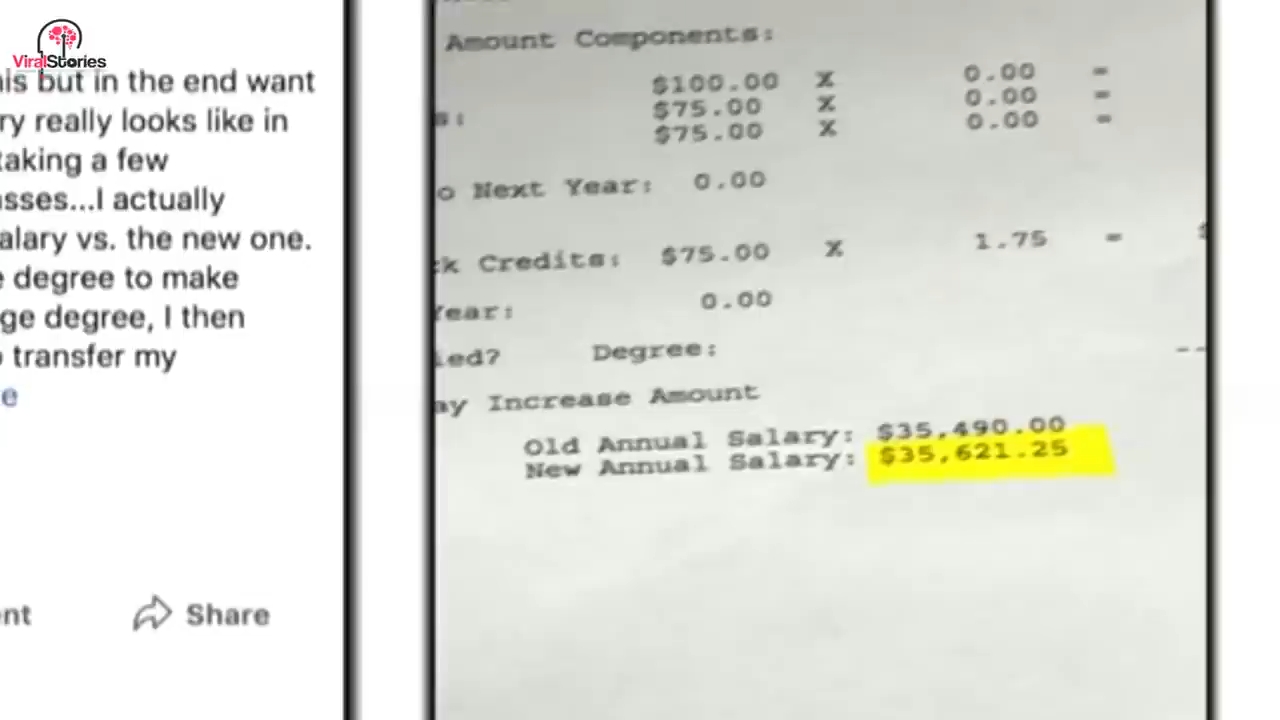 ViralStories
his but in the end want
ry really looks like in
taking a few
asses...I actually
alary vs. the new one.
e degree to make
ge degree, I then
o transfer my
e
nt
Share
Amount Components:
$100.00 X 0.00 =
s: $75.00 X 0.00 =
$75.00 X 0.00 =
o Next Year: 0.00
ck Credits: $75.00 X 1.75 = $
Year: 0.00
ied? Degree: --
ay Increase Amount
Old Annual Salary: $35,490.00
New Annual Salary: $35,621.25